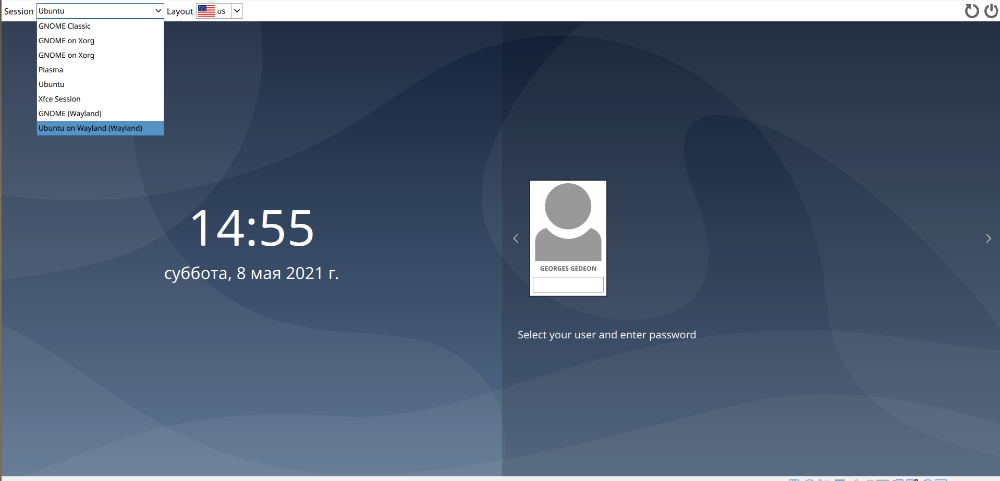 Session Ubuntu Layout us
GNOME Classic
GNOME on Xorg
GNOME on Xorg
Plasma
Ubuntu
Xfce Session
GNOME (Wayland)
Ubuntu on Wayland (Wayland)
14:55
суббота, 8 мая 2021 г.
GEORGES GEDEON
Select your user and enter password